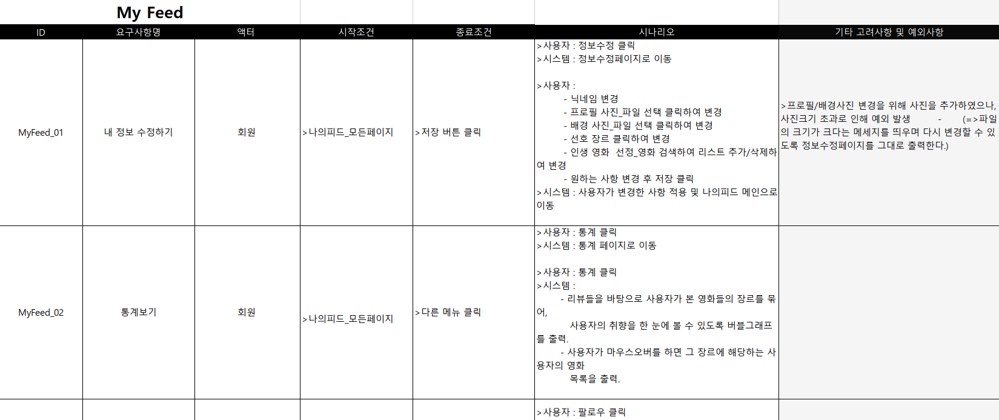 My Feed
ID 요구사항명 액터 시작조건 종료조건 시나리오 기타 고려사항 및 예외사항
MyFeed_01
내 정보 수정하기
회원
>나의피드_모든페이지
>저장 버튼 클릭
>사용자 : 정보수정 클릭
>시스템 : 정보수정페이지로 이동
>사용자 :
- 닉네임 변경
- 프로필 사진_파일 선택 클릭하여 변경
- 배경 사진_파일 선택 클릭하여 변경
- 선호 장르 클릭하여 변경
- 인생 영화 선정_영화 검색하여 리스트 추가/삭제하
여 변경
- 원하는 사항 변경 후 저장 클릭
>시스템 : 사용자가 변경한 사항 적용 및 나의피드 메인으로
이동
>프로필/배경사진 변경을 위해 사진을 추가하였으나,
사진크기 초과로 인해 예외 발생 - (=>파일
의 크기가 크다는 메세지를 띄우며 다시 변경할 수 있
도록 정보수정페이지를 그대로 출력한다.)
MyFeed_02
통계보기
회원
>나의피드_모든페이지
>다른 메뉴 클릭
>사용자 : 통계 클릭
>시스템 : 통계 페이지로 이동
>사용자 : 통계 클릭
>시스템 :
- 리뷰들을 바탕으로 사용자가 본 영화들의 장르를 묶
어,
사용자의 취향을 한 눈에 볼 수 있도록 버블그래프
를 출력.
- 사용자가 마우스오버를 하면 그 장르에 해당하는 사
용자의 영화
목록을 출력.
>사용자 : 팔로우 클릭